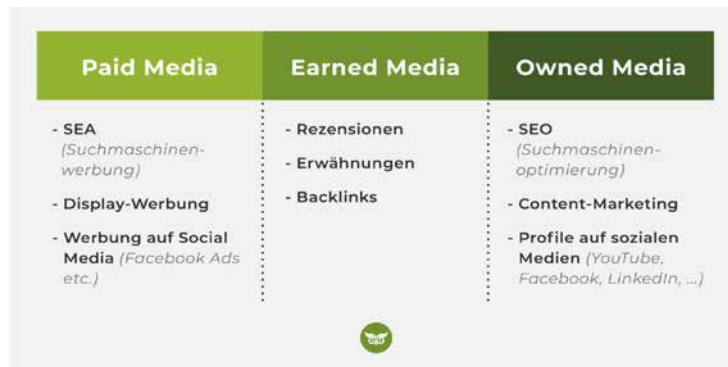 Paid Media
Earned Media
Owned Media
- SEA
(Suchmaschinen-
werbung)
- Display-Werbung
- Werbung auf Social
Media (Facebook Ads
etc.)
- Rezensionen
- Erwähnungen
- Backlinks
- SEO
(Suchmaschinen-
optimierung)
- Content-Marketing
- Profile auf sozialen
Medien (YouTube,
Facebook, LinkedIn, ...)